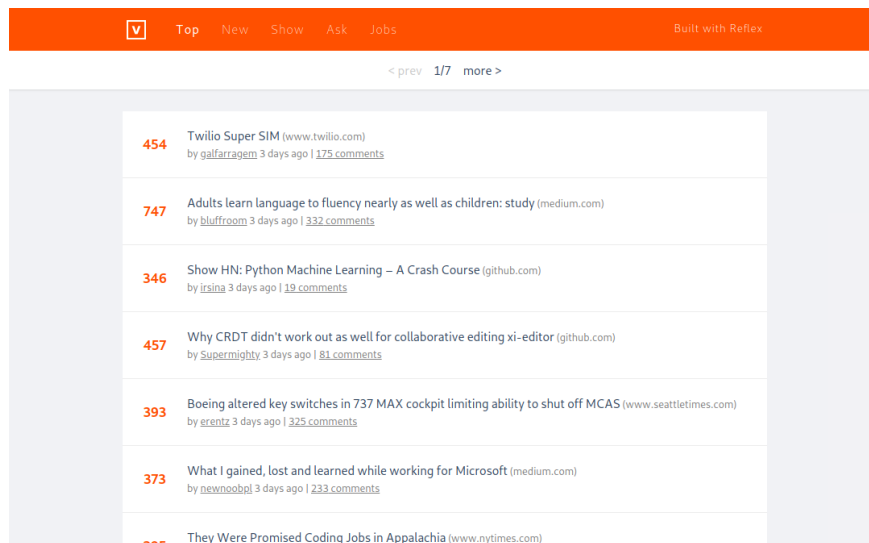 V Top New Show Ask Jobs Built with Reflex
< prev 1/7 more >
454 Twilio Super SIM (www.twilio.com)
by galfarragem 3 days ago | 175 comments
747 Adults learn language to fluency nearly as well as children: study (medium.com)
by bluffroom 3 days ago | 332 comments
346 Show HN: Python Machine Learning – A Crash Course (github.com)
by irsina 3 days ago | 19 comments
457 Why CRDT didn't work out as well for collaborative editing xi-editor (github.com)
by Supermighty 3 days ago | 81 comments
393 Boeing altered key switches in 737 MAX cockpit limiting ability to shut off MCAS (www.seattletimes.com)
by erentz 3 days ago | 325 comments
373 What I gained, lost and learned while working for Microsoft (medium.com)
by newnoobpl 3 days ago | 233 comments
They Were Promised Coding Jobs in Appalachia (www.nytimes.com)